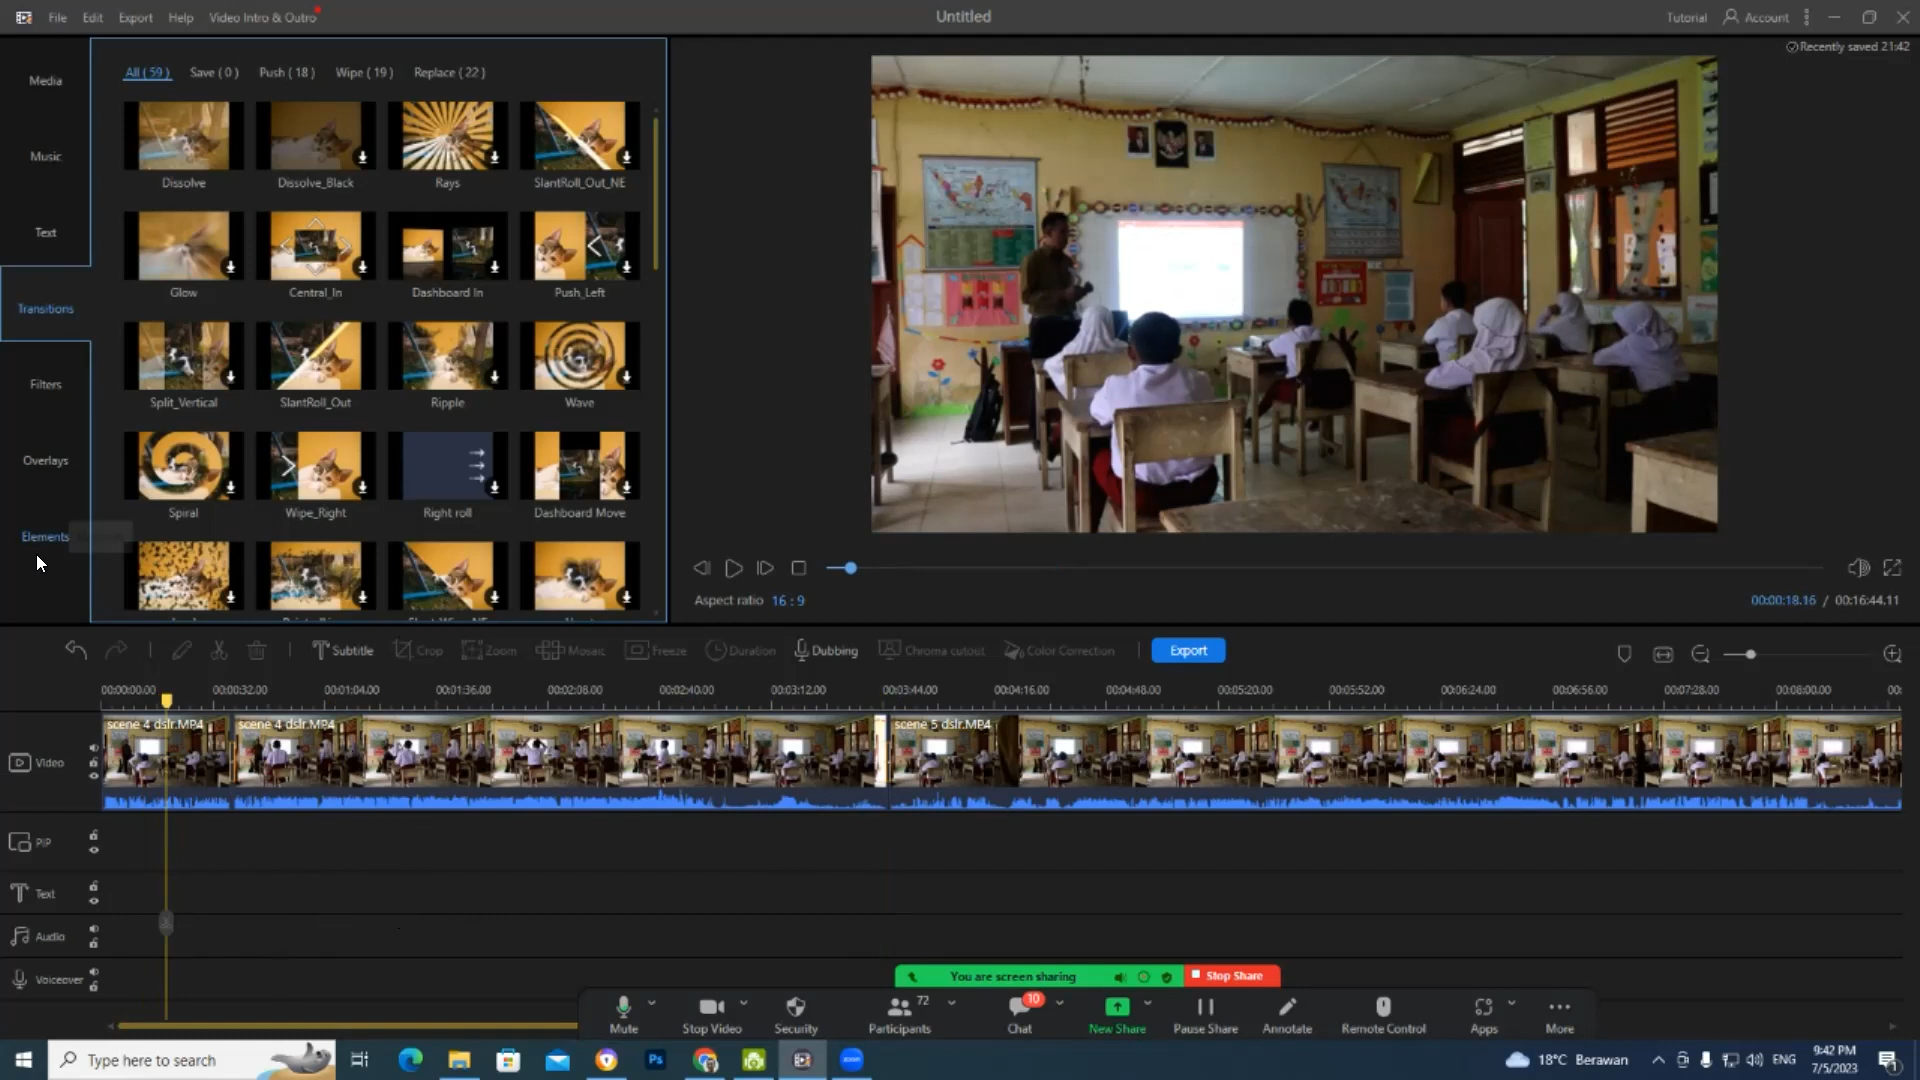 File Edit Export Help Video Intro & Outro
Untitled
Tutorial Account
Recently saved 21:42
Media
Music
Text
Transitions
Filters
Overlays
Elements
All ( 59 ) Save ( 0 ) Push ( 18 ) Wipe ( 19 ) Replace ( 22 )
Dissolve Dissolve_Black Rays SlantRoll_Out_NE
Glow Central_In Dashboard In Push_Left
Split_Vertical SlantRoll_Out Ripple Wave
Spiral Wipe_Right Right roll Dashboard Move
Aspect ratio 16 : 9
00:00:18.16 / 00:16:44.11
Subtitle Crop Zoom Mosaic Freeze Duration Dubbing Chroma cutout Color Correction Export
00:00:00.00 00:00:32.00 00:01:04.00 00:01:36.00 00:02:08.00 00:02:40.00 00:03:12.00 00:03:44.00 00:04:16.00 00:04:48.00 00:05:20.00 00:05:52.00 00:06:24.00 00:06:56.00 00:07:28.00 00:08:00.00 00:
scene 4 dslr.MP4 scene 4 dslr.MP4 scene 5 dslr.MP4
Video
PIP
Text
Audio
Voiceover
You are screen sharing Stop Share
72 10
Mute Stop Video Security Participants Chat New Share Pause Share Annotate Remote Control Apps More
Type here to search
Ps
zoom
18°C Berawan
ENG
9:42 PM
7/5/2023
1